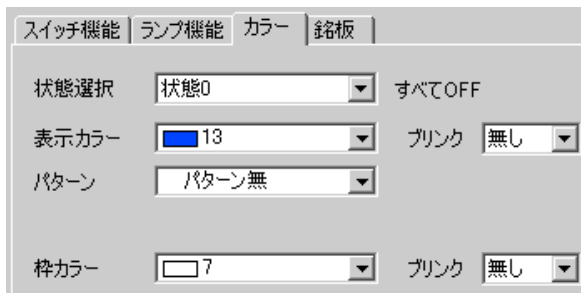 スイッチ機能 ランプ機能 カラー 銘板
状態選択 状態0 すべてOFF
表示カラー 13 ブリンク 無し
パターン パターン無
枠カラー 7 ブリンク 無し